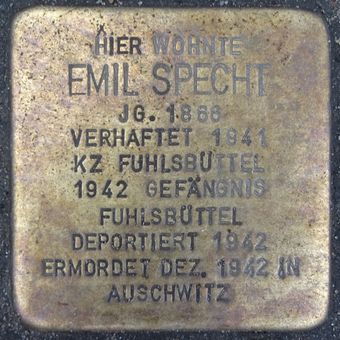 HIER WOHNTE
EMIL SPECHT
JG. 1866
VERHAFTET 1941
KZ FUHLSBÜTTEL
1942 GEFÄNGNIS
FUHLSBÜTTEL
DEPORTIERT 1942
ERMORDET DEZ. 1942 IN
AUSCHWITZ